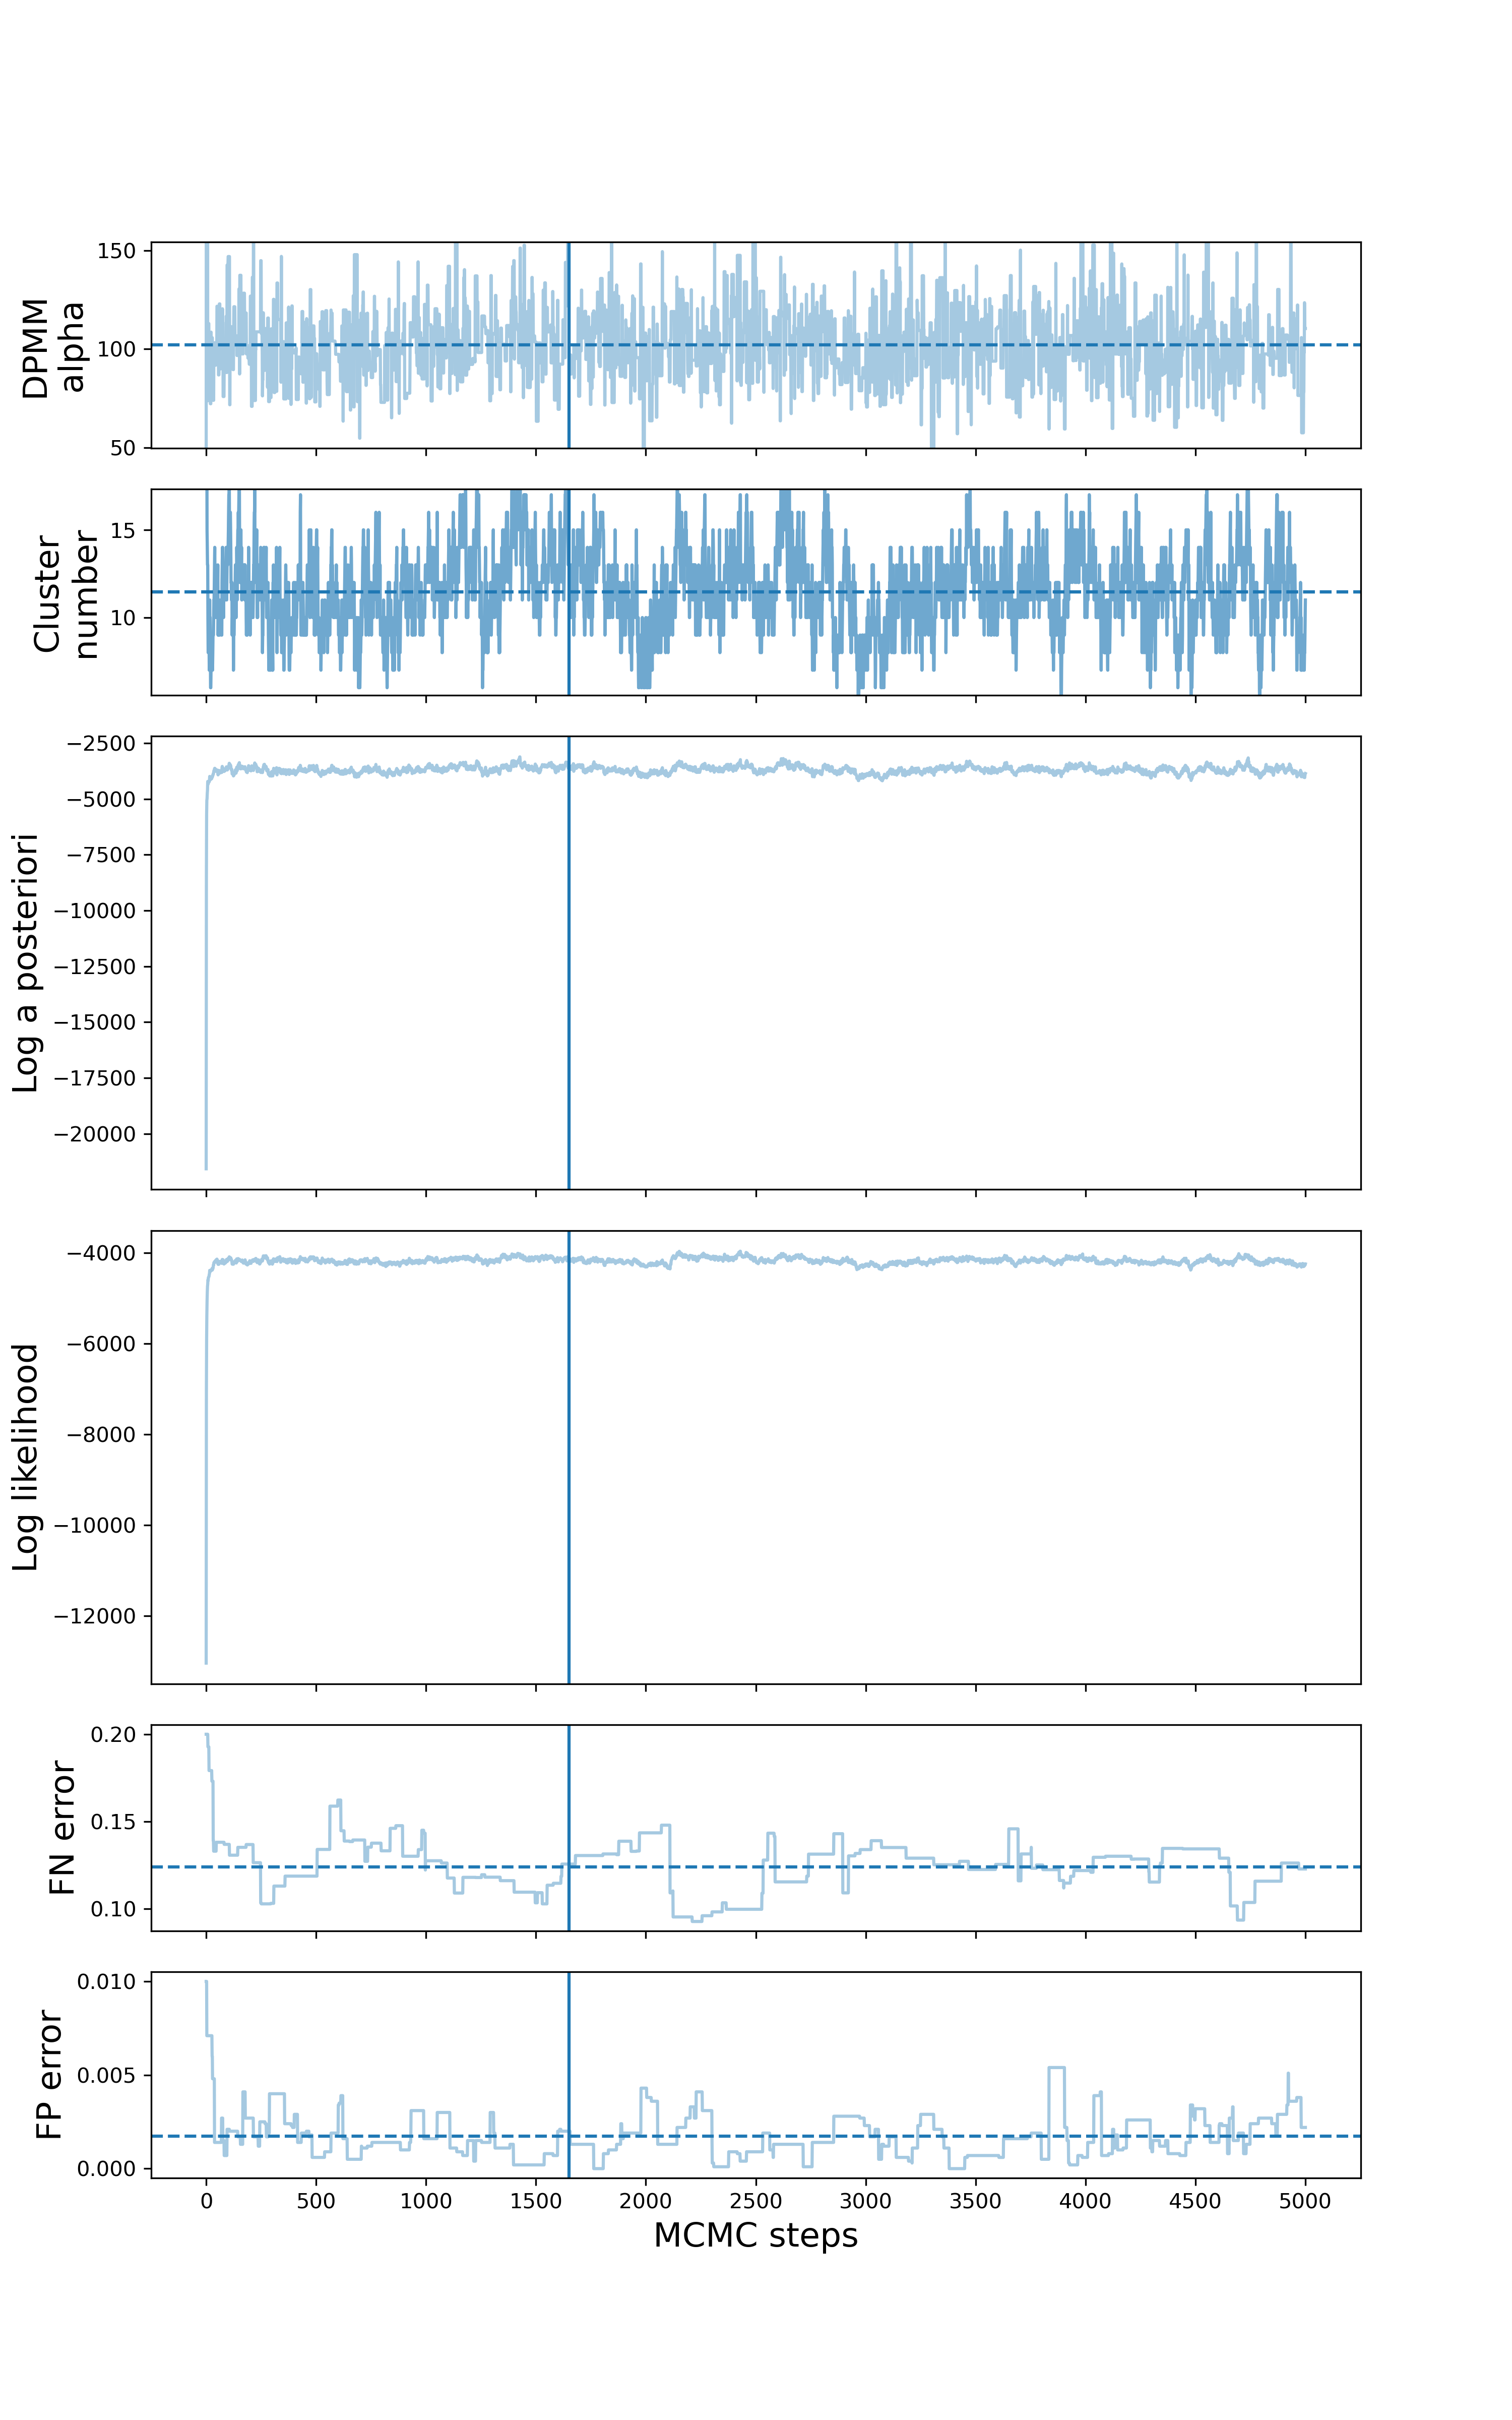 DPMM
alpha
150
100
50
Cluster
number
15
10
Log a posteriori
−2500
−5000
−7500
−10000
−12500
−15000
−17500
−20000
Log likelihood
−4000
−6000
−8000
−10000
−12000
FN error
0.20
0.15
0.10
FP error
0.010
0.005
0.000
0 500 1000 1500 2000 2500 3000 3500 4000 4500 5000
MCMC steps